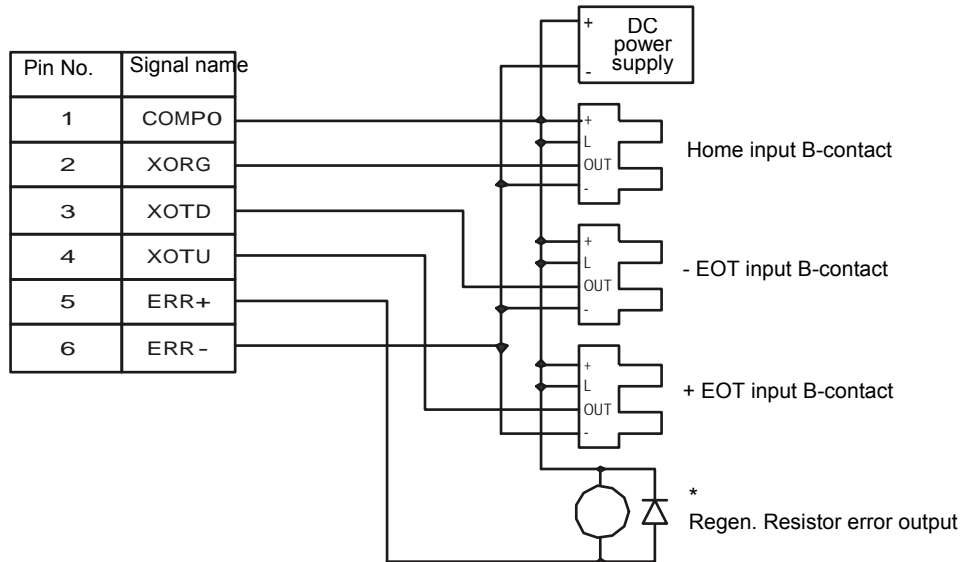 + DC
power
- supply
Pin No. Signal name
1 COMP0
2 XORG
3 XOTD
4 XOTU
5 ERR+
6 ERR-
+
L
OUT
-
Home input B-contact
+
L
OUT
-
- EOT input B-contact
+
L
OUT
-
+ EOT input B-contact
*
Regen. Resistor error output